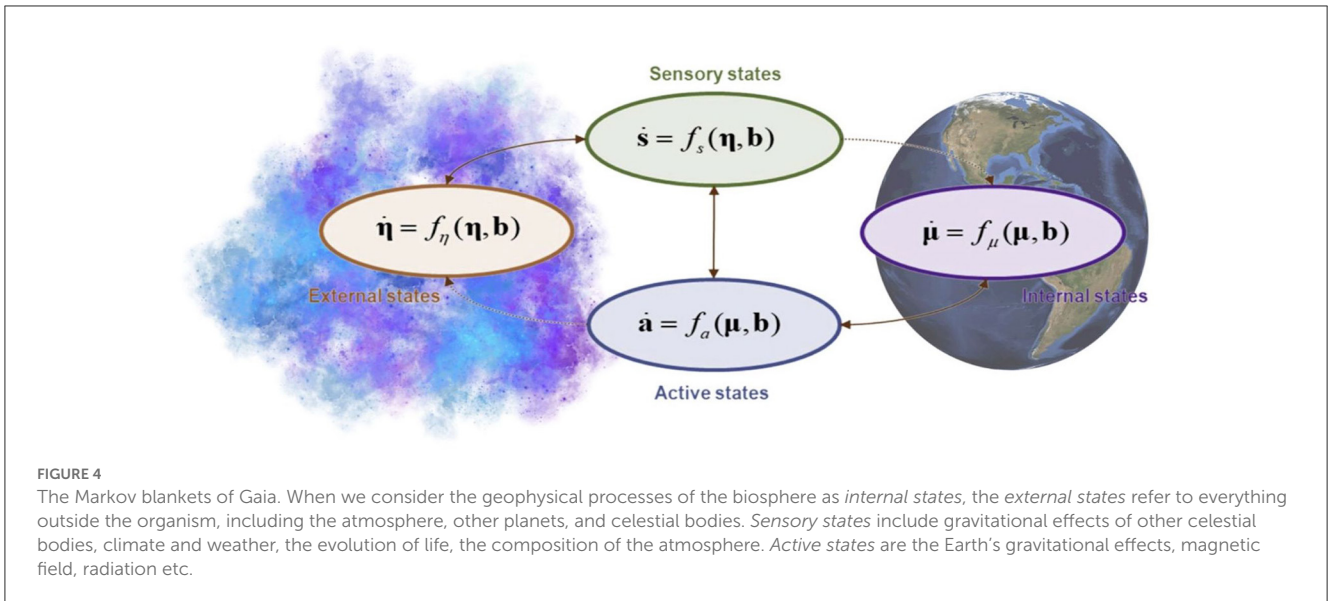 Sensory states
ṡ = fₛ(η, b)
η̇ = f_η(η, b)
μ̇ = f_μ(μ, b)
External states
Internal states
ȧ = fₐ(μ, b)
Active states
FIGURE 4
The Markov blankets of Gaia. When we consider the geophysical processes of the biosphere as internal states, the external states refer to everything
outside the organism, including the atmosphere, other planets, and celestial bodies. Sensory states include gravitational effects of other celestial
bodies, climate and weather, the evolution of life, the composition of the atmosphere. Active states are the Earth's gravitational effects, magnetic
field, radiation etc.